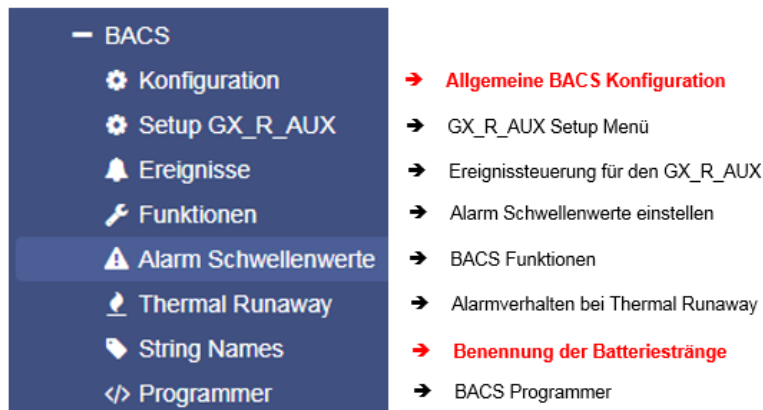 BACS
Konfiguration ➔ Allgemeine BACS Konfiguration
Setup GX_R_AUX ➔ GX_R_AUX Setup Menü
Ereignisse ➔ Ereignissteuerung für den GX_R_AUX
Funktionen ➔ Alarm Schwellenwerte einstellen
Alarm Schwellenwerte ➔ BACS Funktionen
Thermal Runaway ➔ Alarmverhalten bei Thermal Runaway
String Names ➔ Benennung der Batteriestränge
</> Programmer ➔ BACS Programmer